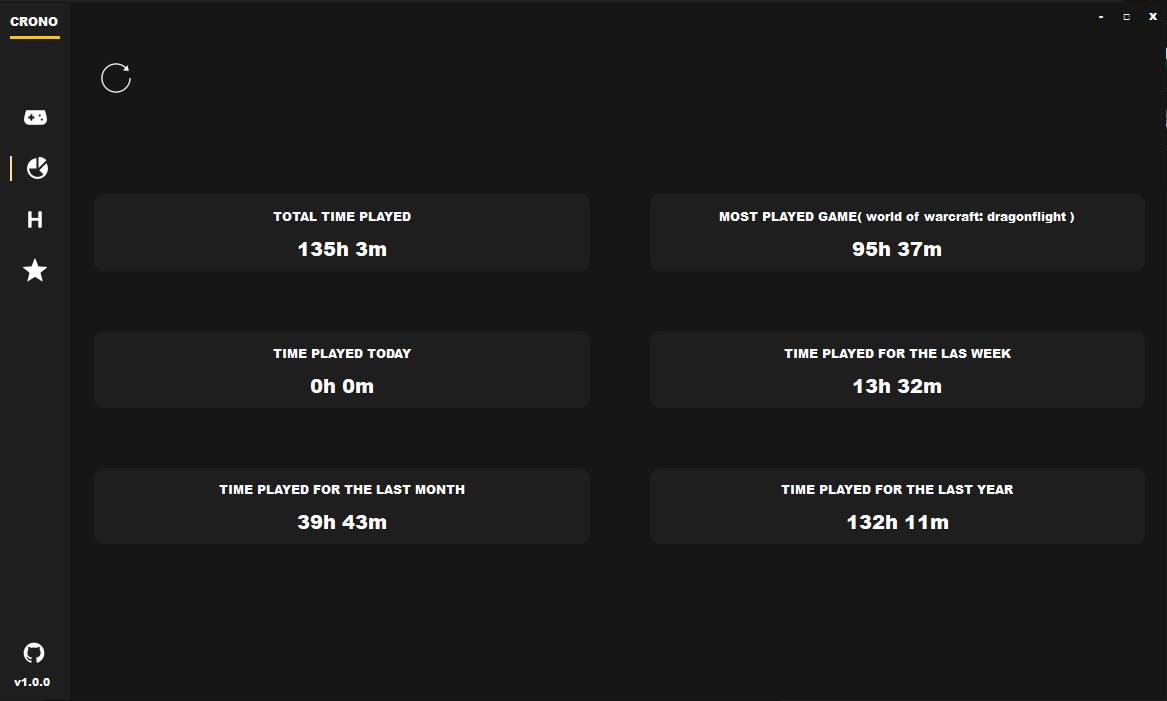 CRONO
- □ X
H
TOTAL TIME PLAYED
135h 3m
MOST PLAYED GAME( world of warcraft: dragonflight )
95h 37m
TIME PLAYED TODAY
0h 0m
TIME PLAYED FOR THE LAS WEEK
13h 32m
TIME PLAYED FOR THE LAST MONTH
39h 43m
TIME PLAYED FOR THE LAST YEAR
132h 11m
v1.0.0